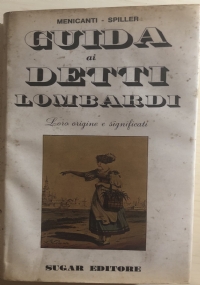 MENICANTI - SPILLER
GUIDA
ai
DETTI
LOMBARDI
Loro origine e significati
SUGAR EDITORE